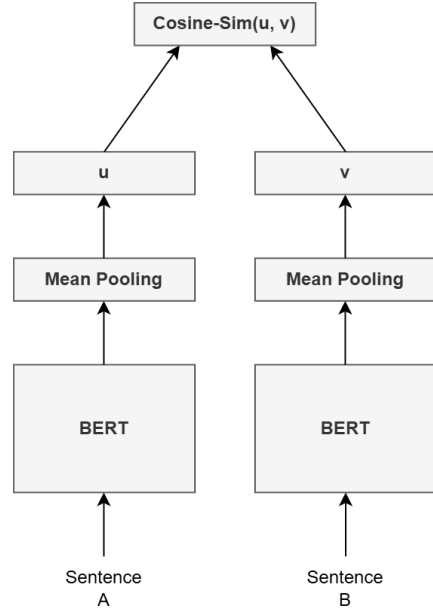 Cosine-Sim(u, v)
u
v
Mean Pooling
Mean Pooling
BERT
BERT
Sentence
A
Sentence
B